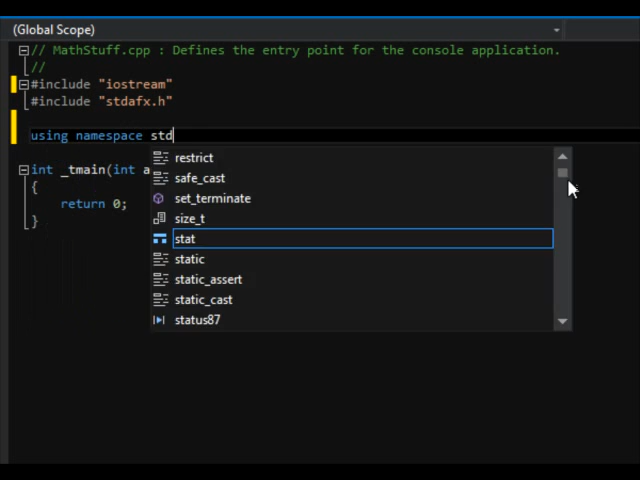 (Global Scope)
// MathStuff.cpp : Defines the entry point for the console application.
//
#include "iostream"
#include "stdafx.h"
using namespace std
int _tmain(int a
{
return 0;
}
restrict
safe_cast
set_terminate
size_t
stat
static
static_assert
static_cast
status87